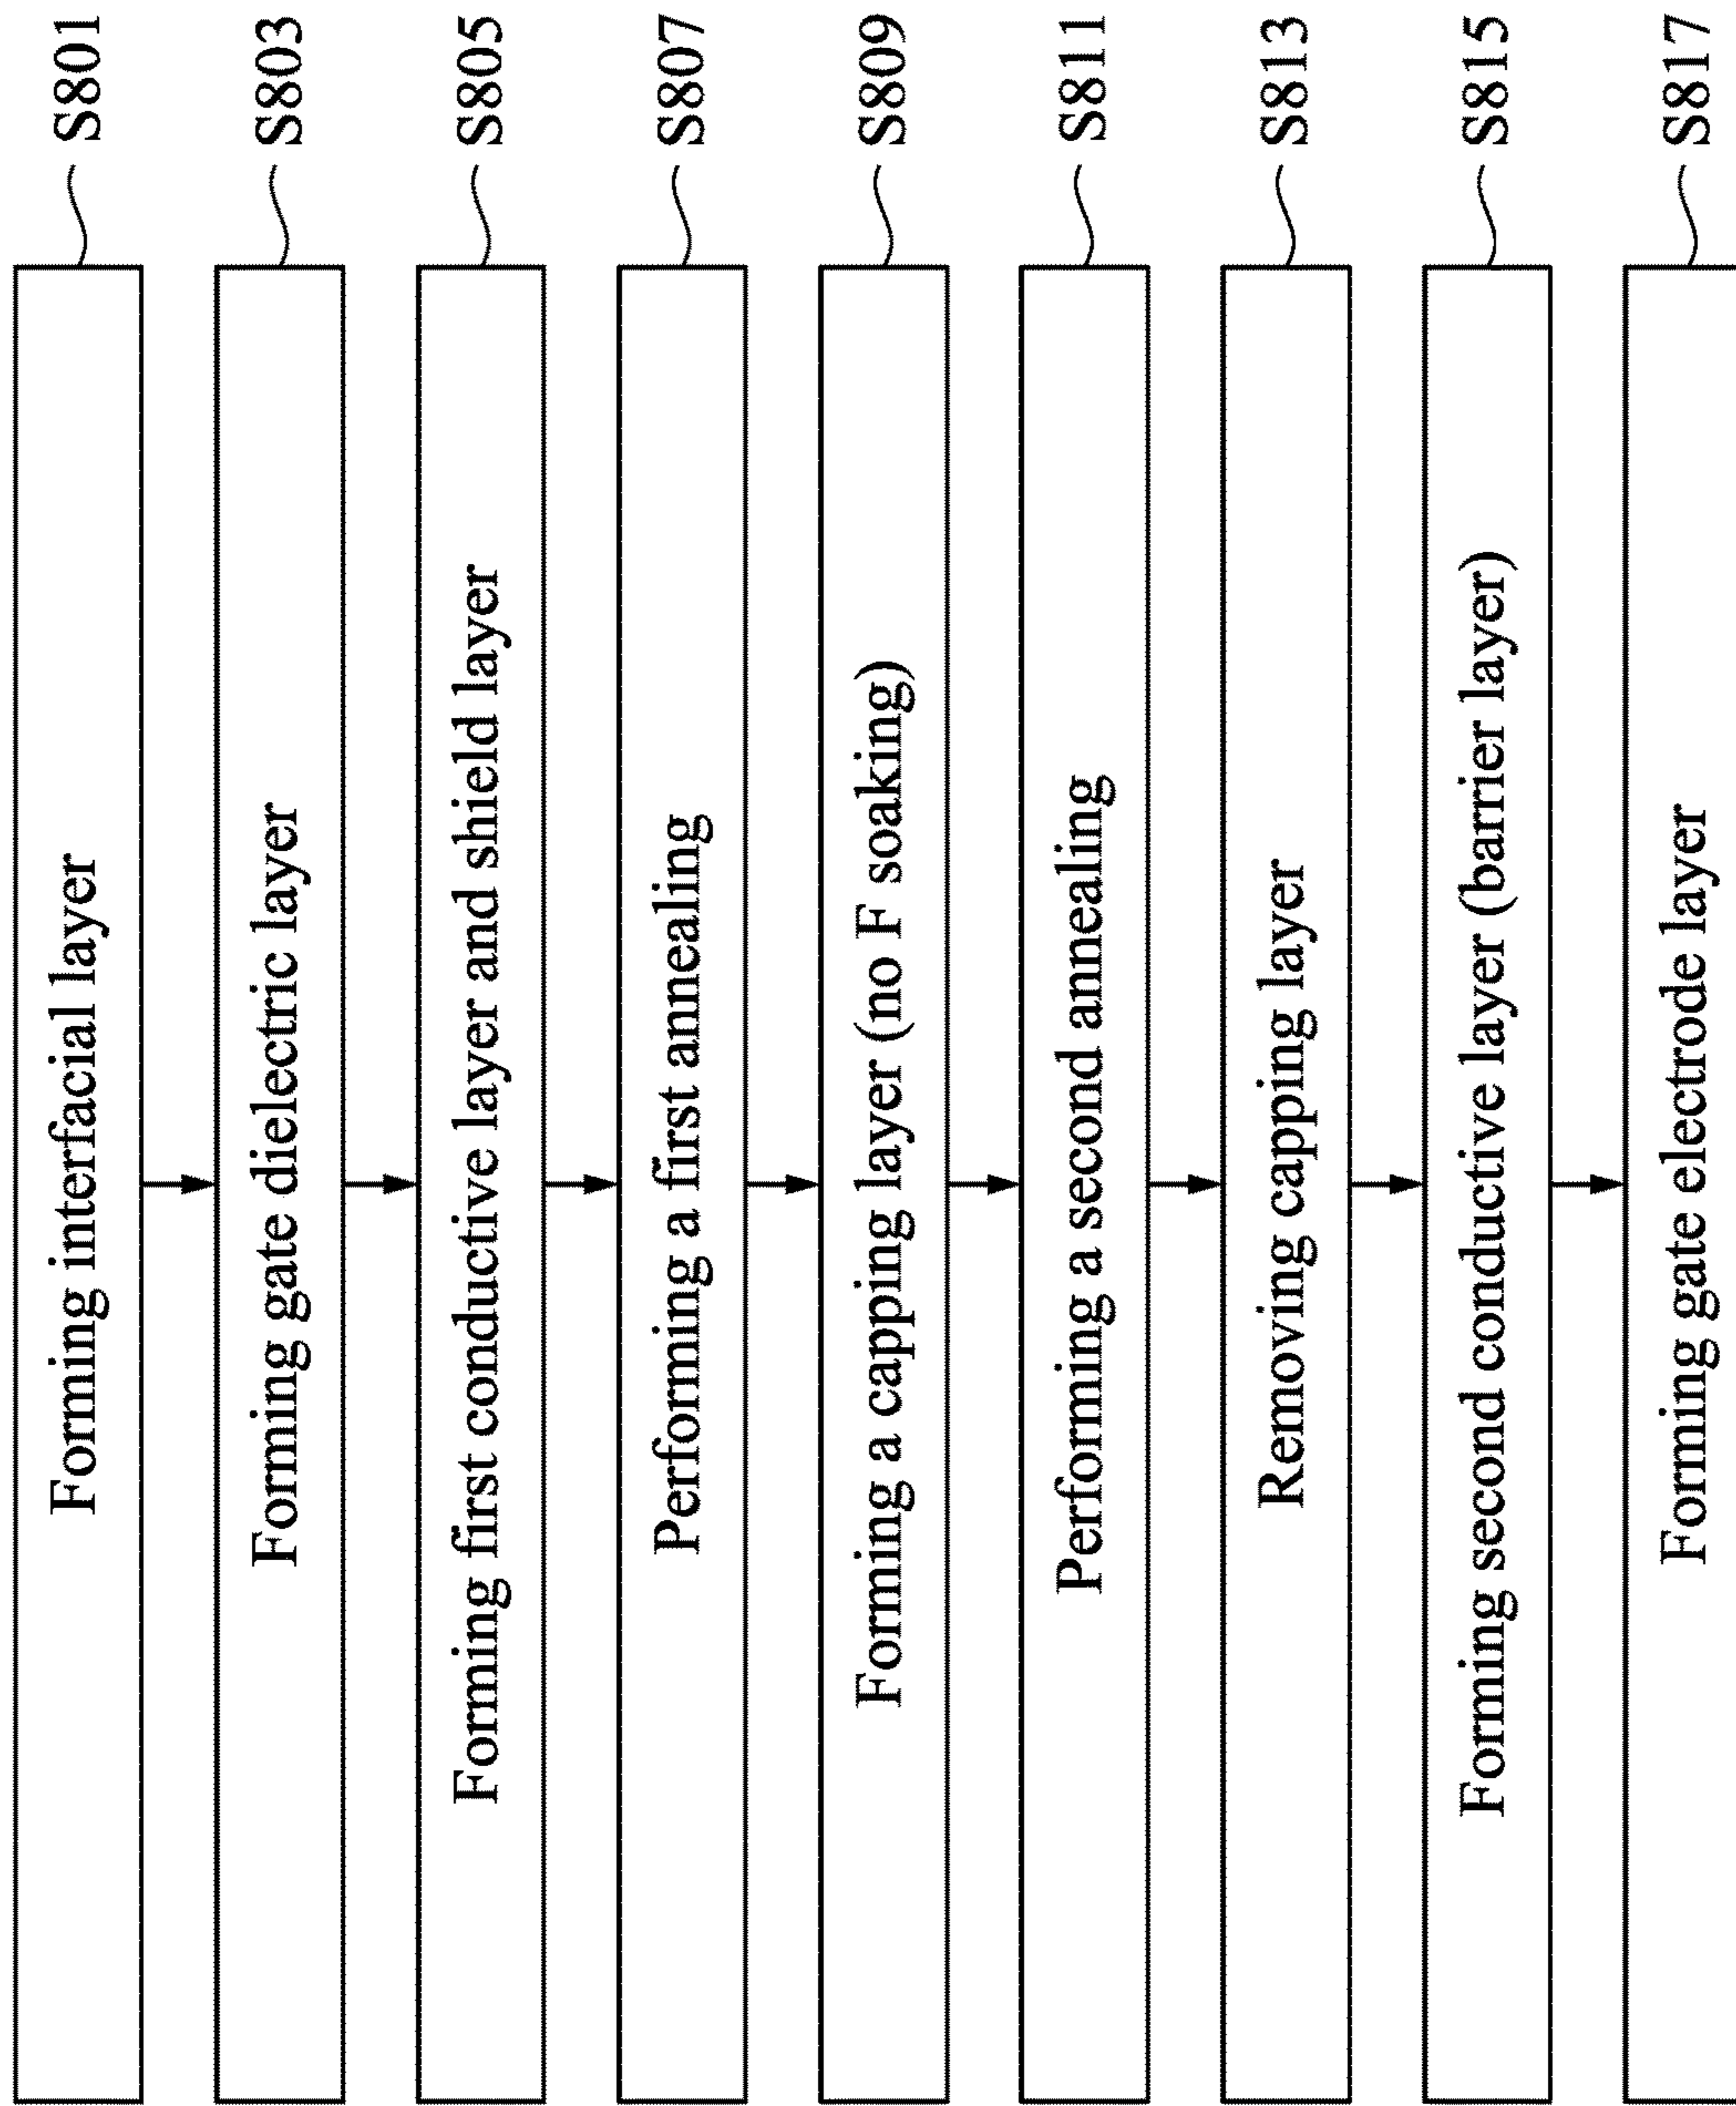 Forming interfacial layer S801
Forming gate dielectric layer S803
Forming first conductive layer and shield layer S805
Performing a first annealing S807
Forming a capping layer (no F soaking) S809
Performing a second annealing S811
Removing capping layer S813
Forming second conductive layer (barrier layer) S815
Forming gate electrode layer S817